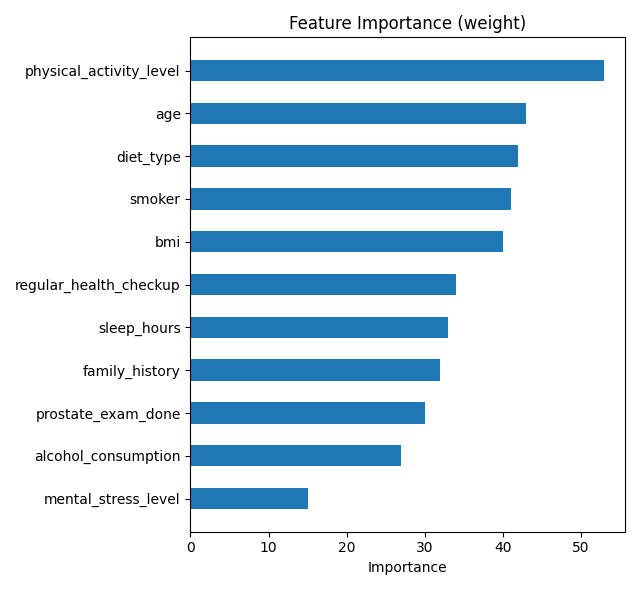 Feature Importance (weight)
physical_activity_level
age
diet_type
smoker
bmi
regular_health_checkup
sleep_hours
family_history
prostate_exam_done
alcohol_consumption
mental_stress_level
0 10 20 30 40 50
Importance